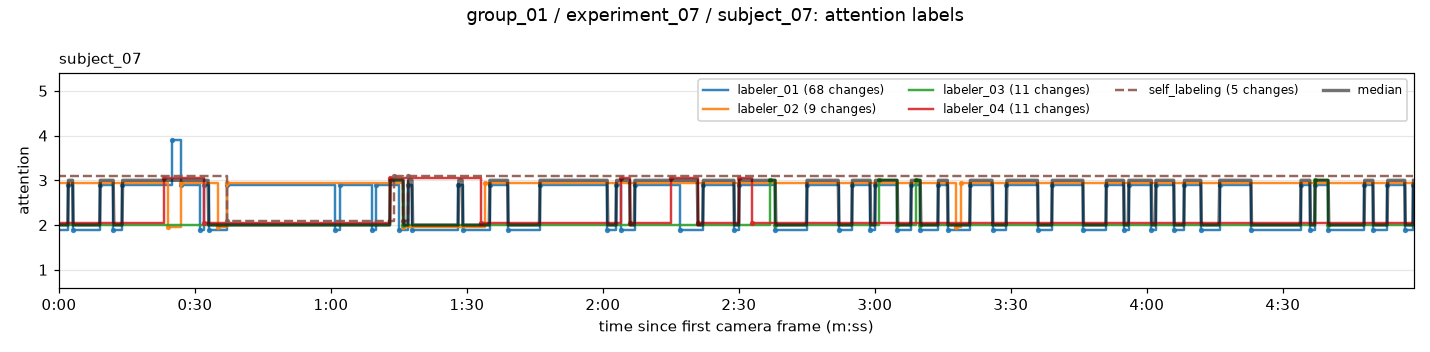 group_01 / experiment_07 / subject_07: attention labels
subject_07
labeler_01 (68 changes)
labeler_02 (9 changes)
labeler_03 (11 changes)
labeler_04 (11 changes)
self_labeling (5 changes)
median
attention
5
4
3
2
1
0:00 0:30 1:00 1:30 2:00 2:30 3:00 3:30 4:00 4:30
time since first camera frame (m:ss)